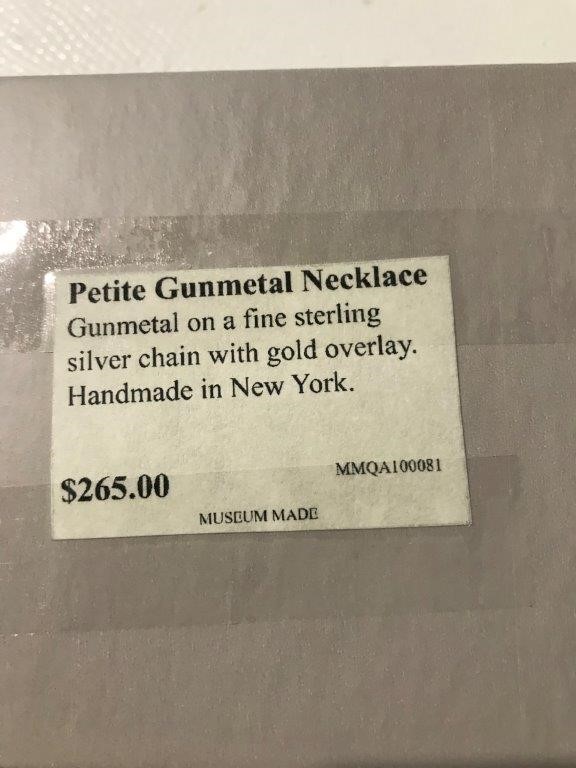 Petite Gunmetal Necklace
Gunmetal on a fine sterling
silver chain with gold overlay.
Handmade in New York.
MMQA100081
$265.00
MUSEUM MADE